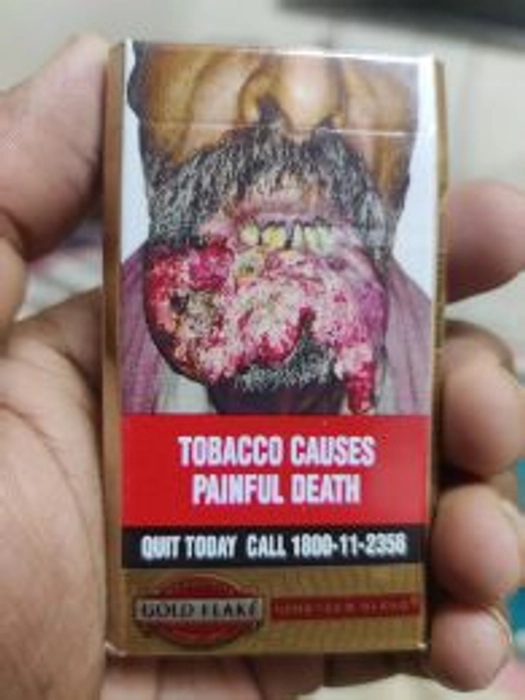 TOBACCO CAUSES
PAINFUL DEATH
QUIT TODAY CALL 1800-11-2356
GOLD FLAKE